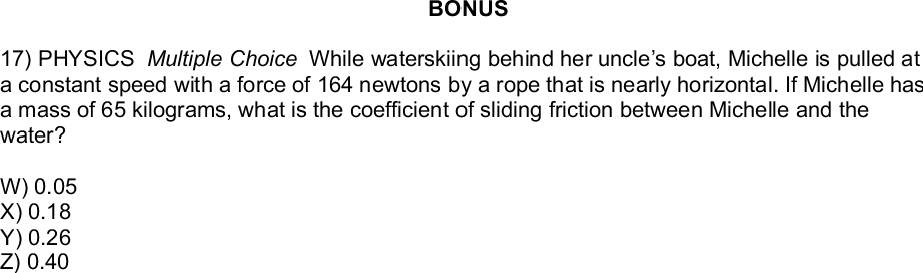 BONUS
17) PHYSICS Multiple Choice While waterskiing behind her uncle's boat, Michelle is pulled at
a constant speed with a force of 164 newtons by a rope that is nearly horizontal. If Michelle has
a mass of 65 kilograms, what is the coefficient of sliding friction between Michelle and the
water?
W) 0.05
X) 0.18
Y) 0.26
Z) 0.40